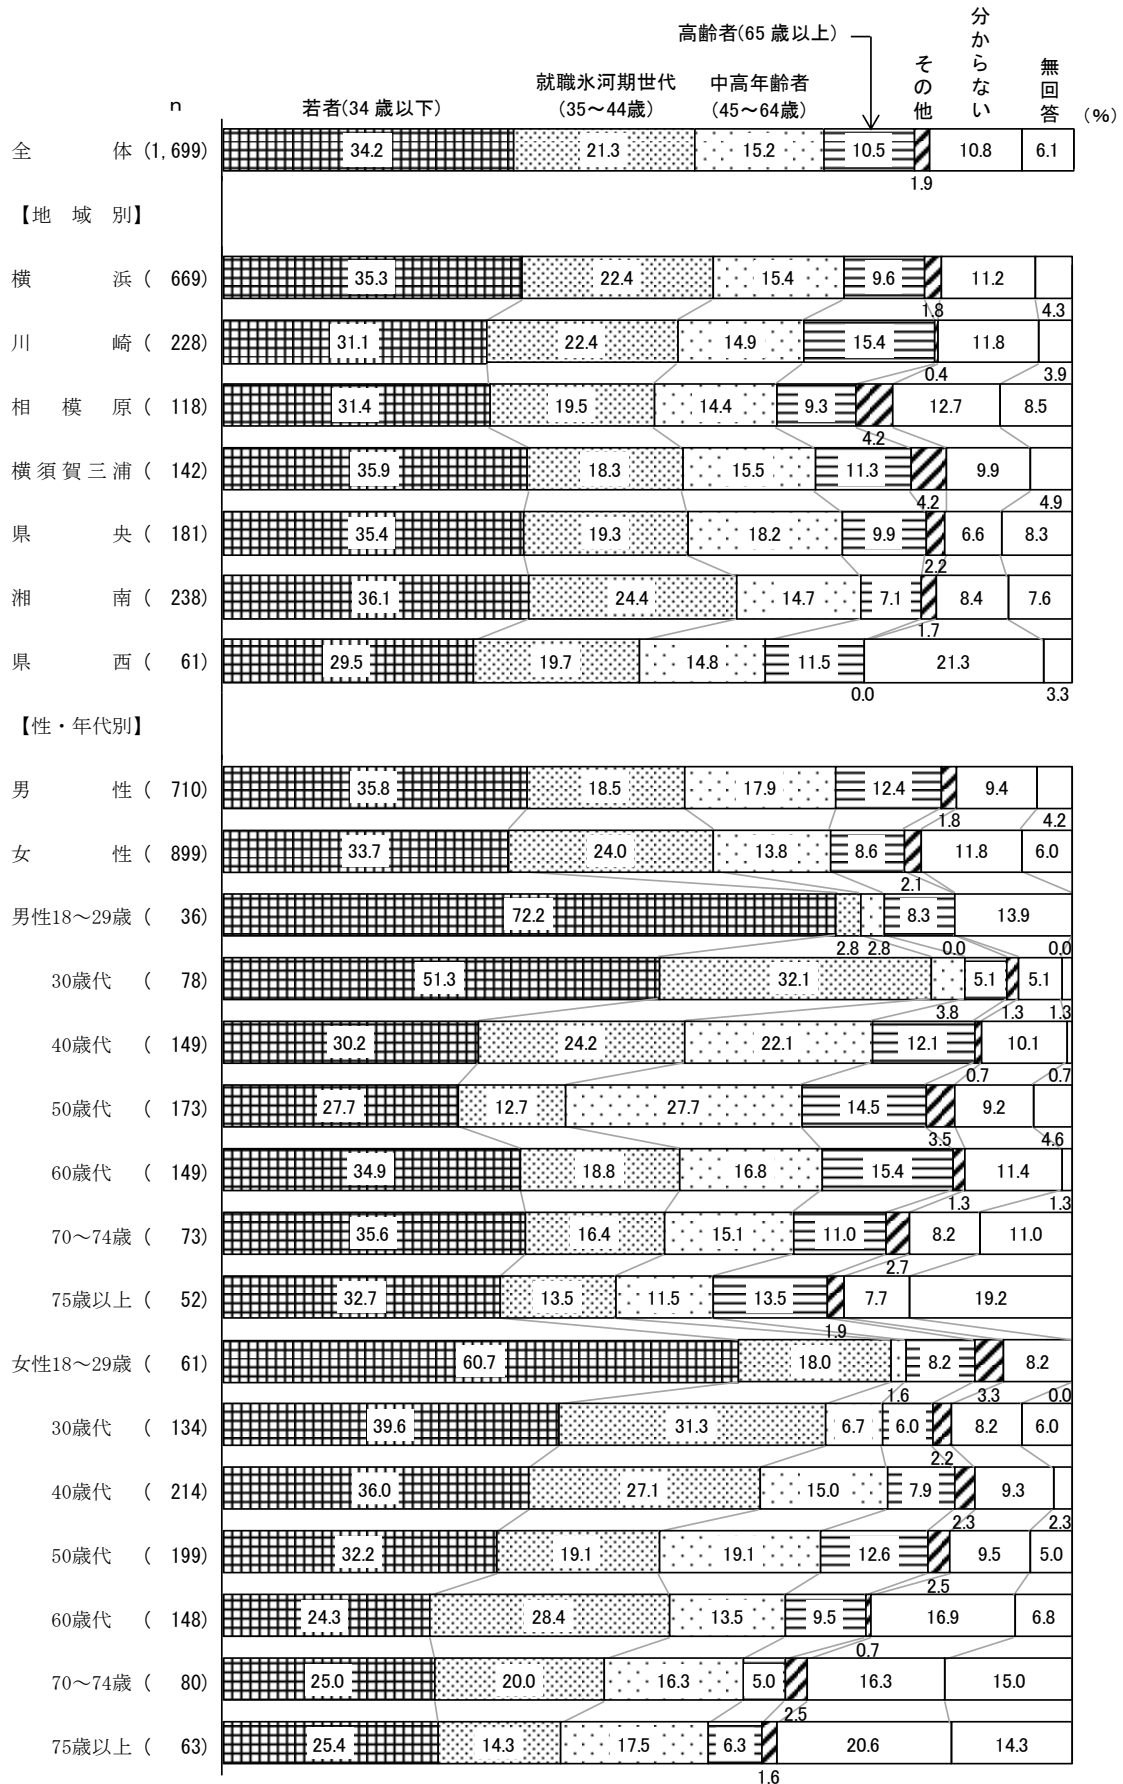 高齢者(65歳以上)
分からない
その他
無回答
就職氷河期世代 中高年齢者
n 若者(34歳以下) (35～44歳) (45～64歳) (%)
全体 (1,699) 34.2 21.3 15.2 10.5 10.8 6.1
1.9
【地域別】
横浜 ( 669) 35.3 22.4 15.4 9.6 11.2
1.8 4.3
川崎 ( 228) 31.1 22.4 14.9 15.4 11.8
0.4 3.9
相模原 ( 118) 31.4 19.5 14.4 9.3 12.7 8.5
4.2
横須賀三浦 ( 142) 35.9 18.3 15.5 11.3 9.9
4.2 4.9
県央 ( 181) 35.4 19.3 18.2 9.9 6.6 8.3
2.2
湘南 ( 238) 36.1 24.4 14.7 7.1 8.4 7.6
1.7
県西 ( 61) 29.5 19.7 14.8 11.5 21.3
0.0 3.3
【性・年代別】
男性 ( 710) 35.8 18.5 17.9 12.4 9.4
1.8 4.2
女性 ( 899) 33.7 24.0 13.8 8.6 11.8 6.0
2.1
男性18～29歳 ( 36) 72.2 8.3 13.9
2.8 2.8 0.0 0.0
30歳代 ( 78) 51.3 32.1 5.1 5.1
3.8 1.3 1.3
40歳代 ( 149) 30.2 24.2 22.1 12.1 10.1
0.7 0.7
50歳代 ( 173) 27.7 12.7 27.7 14.5 9.2
3.5 4.6
60歳代 ( 149) 34.9 18.8 16.8 15.4 11.4
1.3 1.3
70～74歳 ( 73) 35.6 16.4 15.1 11.0 8.2 11.0
2.7
75歳以上 ( 52) 32.7 13.5 11.5 13.5 7.7 19.2
1.9
女性18～29歳 ( 61) 60.7 18.0 8.2 8.2
1.6 3.3 0.0
30歳代 ( 134) 39.6 31.3 6.7 6.0 8.2 6.0
2.2
40歳代 ( 214) 36.0 27.1 15.0 7.9 9.3
2.3 2.3
50歳代 ( 199) 32.2 19.1 19.1 12.6 9.5 5.0
2.5
60歳代 ( 148) 24.3 28.4 13.5 9.5 16.9 6.8
0.7
70～74歳 ( 80) 25.0 20.0 16.3 5.0 16.3 15.0
2.5
75歳以上 ( 63) 25.4 14.3 17.5 6.3 20.6 14.3
1.6